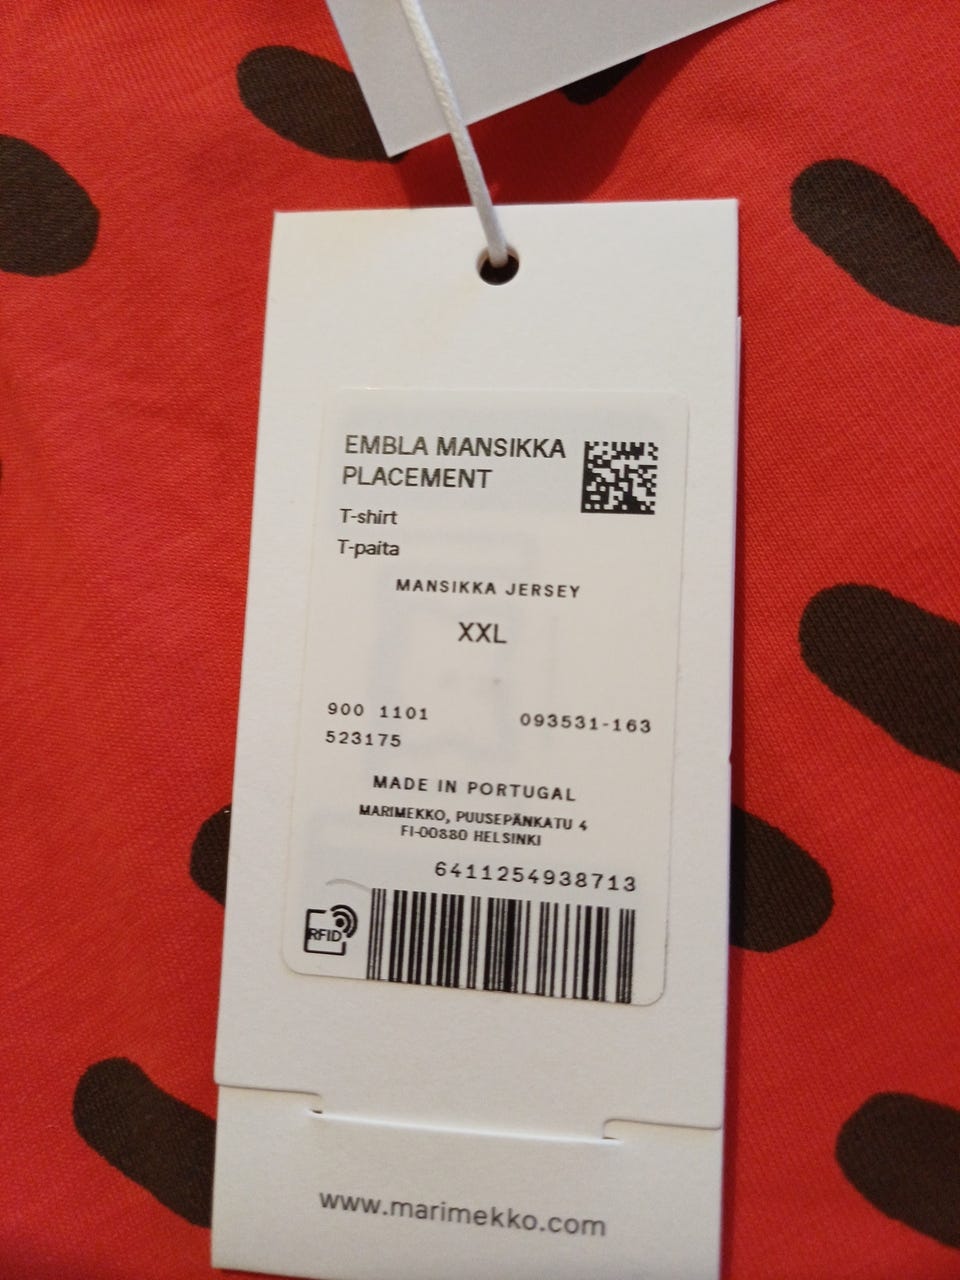 EMBLA MANSIKKA
PLACEMENT
T-shirt
T-paita
MANSIKKA JERSEY
XXL
900 1101
093531-163
523175
MADE IN PORTUGAL
MARIMEKKO, PUUSEPÄNKATU 4
FI-00880 HELSINKI
6411254938713
RFID
www.marimekko.com